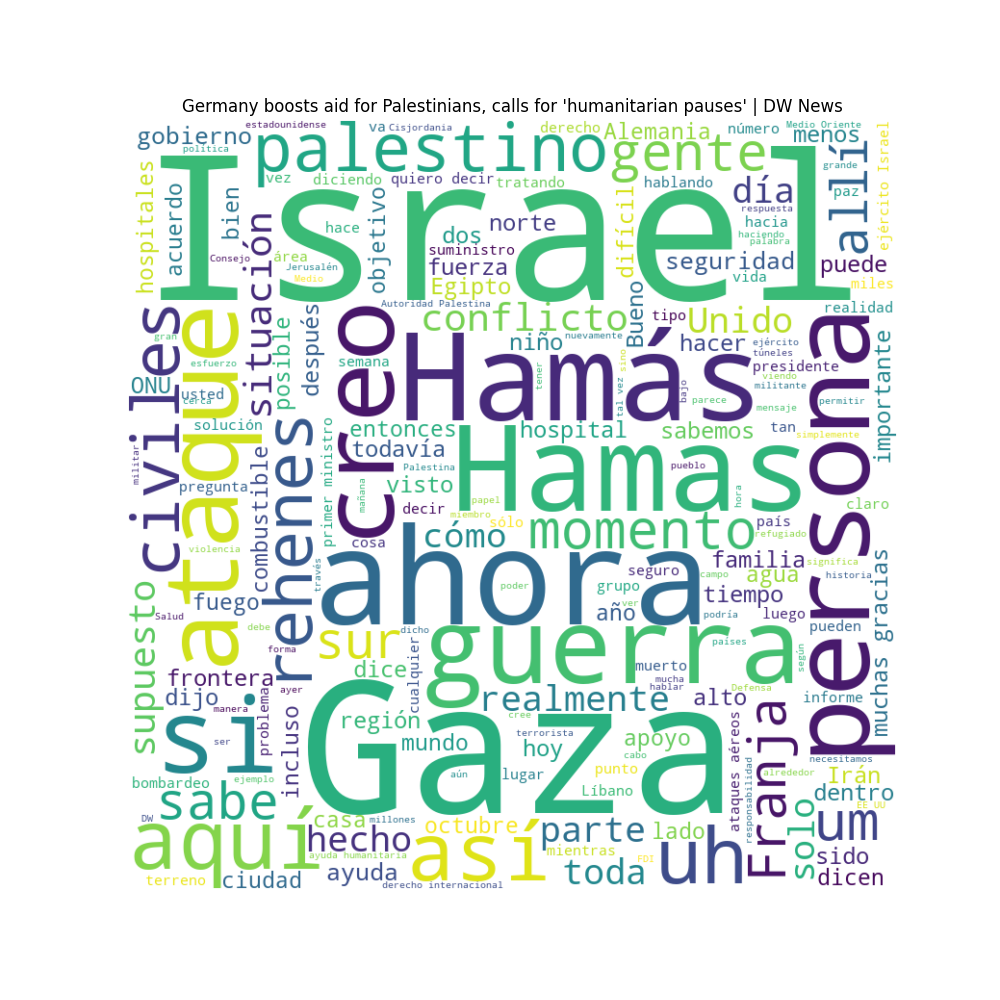 Germany boosts aid for Palestinians, calls for 'humanitarian pauses' | DW News
estadounidense
va
Cisjordania
derecho
Alemania
número
Medio Oriente
gobierno
política
palestino
gente
menos
grande
ejército Israel
hospitales
acuerdo
vez
diciendo
quiero decir
tratando
hablando
día
respuesta
paz
allí
bien
Israel
hace
objetivo
dos
norte
difícil
hacia
haciendo
palabra
Consejo
área
Jerusalén
Medio
suministro
fuerza
Egipto
seguridad
vida
puede
miles
situación
Autoridad Palestina
conflicto
tipo
Unido
Bueno
realidad
civiles
gran
ataque
esfuerzo
posible
después
creo
niño
nuevamente
hacer
ejército
túneles
presidente
importante
persona
semana
Hamás
sino
tener
tal vez
bajo
parece
viendo
militante
mensaje
permitir
ONU
usted
cerca
solución
rehenes
entonces
hospital
sabemos
tan
simplemente
todavía
militar
pregunta
combustible
primer ministro
mañana
Palestina
visto
Hamas
pueblo
hora
decir
papel
miembro
sólo
claro
violencia
cosa
cómo
momento
país
refugiado
través
ahora
seguro
familia
significa
supuesto
Salud
fuego
debe
poder
grupo
campo
agua
historia
ver
año
tiempo
podría
luego
pueden
muchas gracias
forma
sur
dicho
guerra
países
según
frontera
dice
cualquier
muerto
mucha
hablar
Defensa
dijo
manera
ayer
problema
incluso
realmente
alto
informe
si
ser
región
Gaza
cree
terrorista
mundo
hoy
apoyo
cabo
Franja
necesitamos
bombardeo
ejemplo
aún
lugar
punto
ataques aéreos
responsabilidad
alrededor
Irán
dentro
sabe
Líbano
EE UU
DW
casa
millones
octubre
parte
lado
solo
um
aquí
hecho
así
mientras
FDI
uh
sido
ayuda humanitaria
terreno
ciudad
ayuda
derecho internacional
toda
dicen